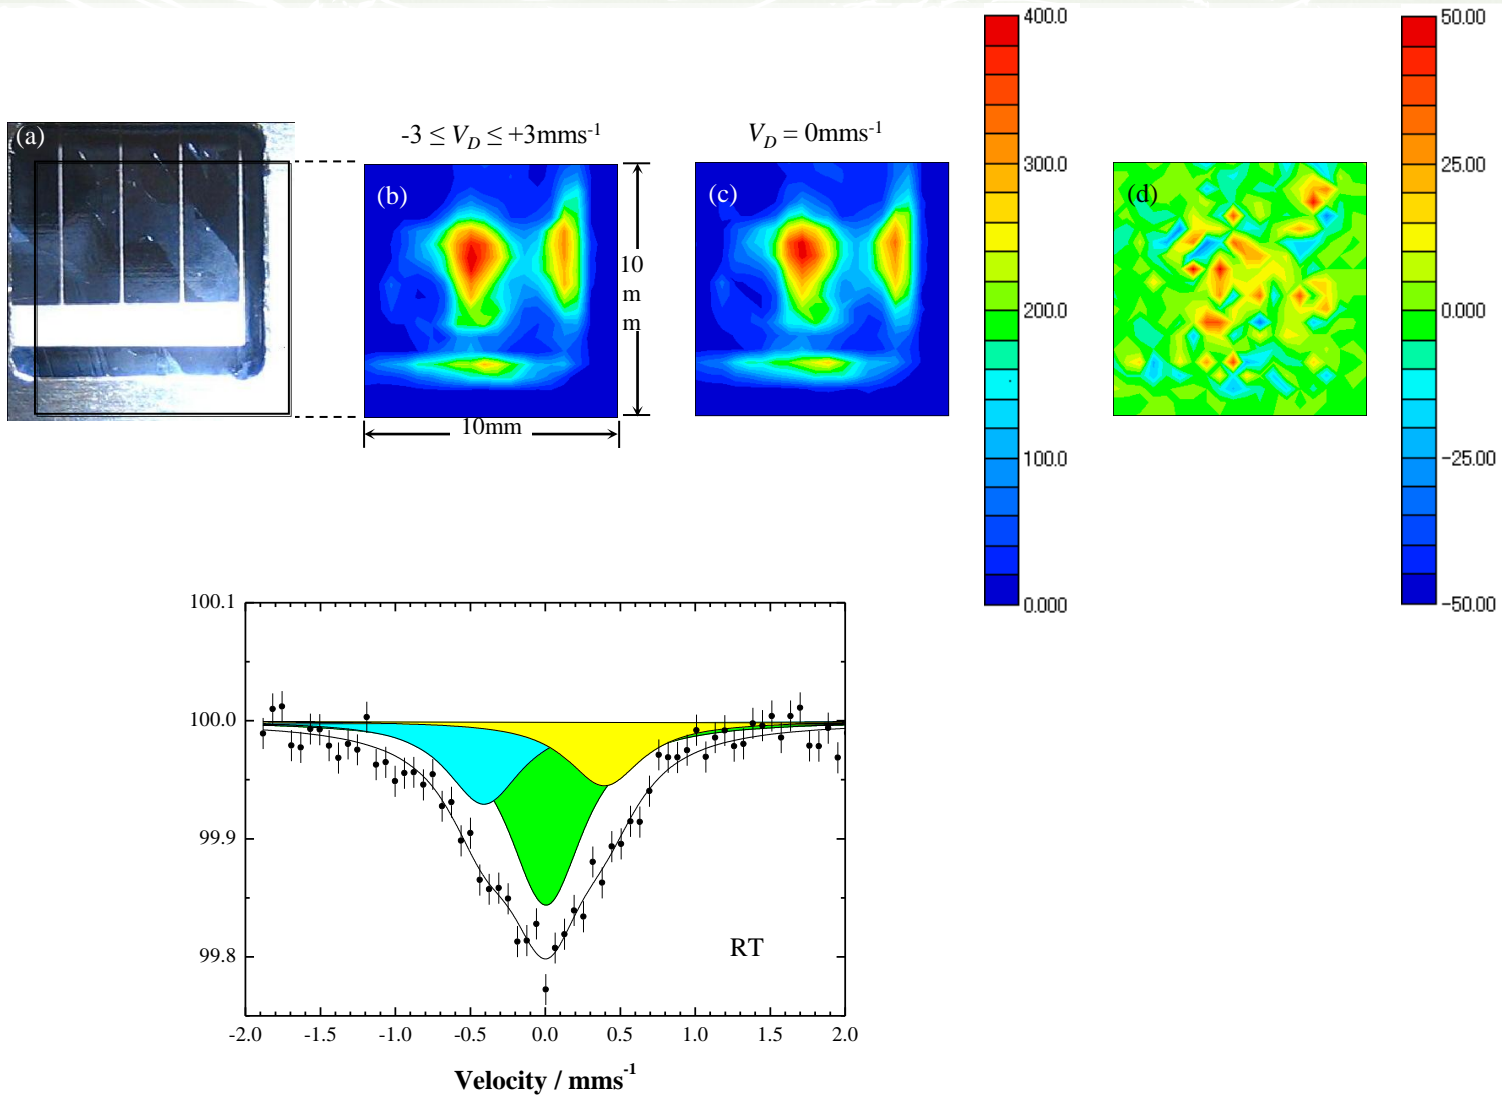 400.0
50.00
(a)
-3 ≤ V_D ≤ +3mms⁻¹
V_D = 0mms⁻¹
300.0
25.00
(b)
(c)
(d)
10
m
m
200.0
0.000
10mm
100.0
−25.00
0.000
−50.00
100.1
100.0
99.9
99.8
RT
-2.0 -1.5 -1.0 -0.5 0.0 0.5 1.0 1.5 2.0
Velocity / mms⁻¹